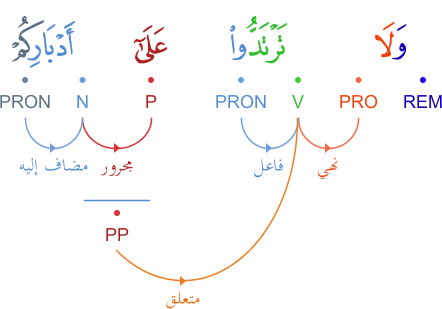 وَلَا تَرْتَدُّوا۟ عَلَىٰٓ أَدْبَارِكُمْ
REM PRO V PRON P N PRON
نهي فاعل مجرور مضاف إليه
PP
متعلق